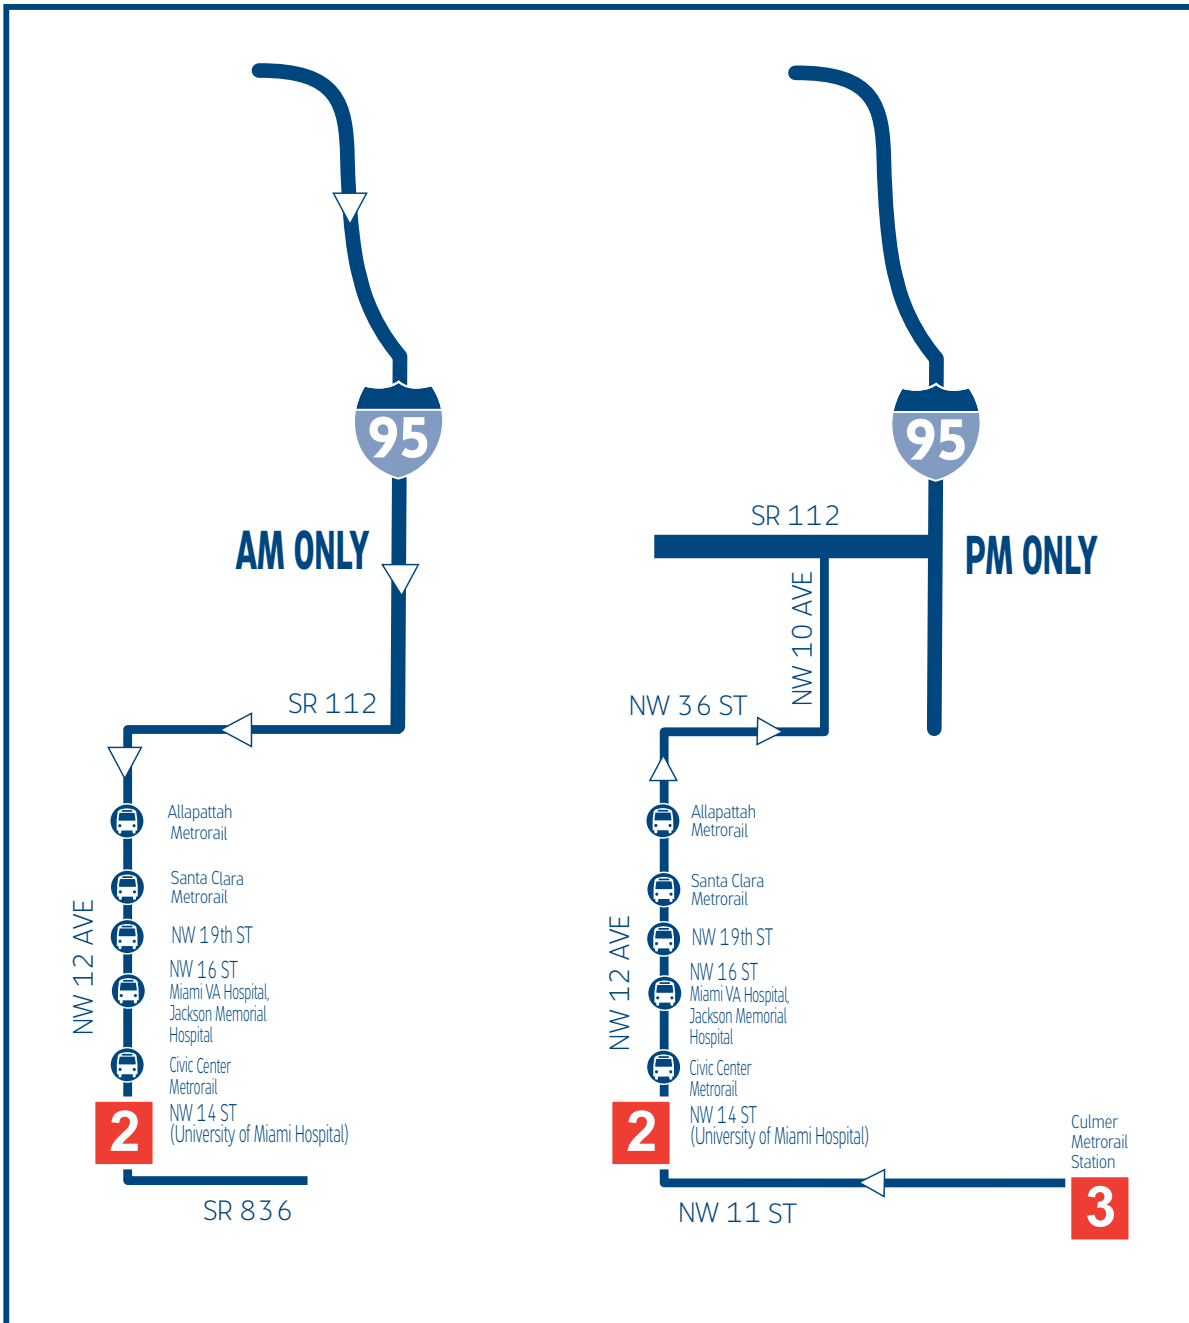 95
AM ONLY
SR 112
NW 12 AVE
Allapattah
Metrorail
Santa Clara
Metrorail
NW 19th ST
NW 16 ST
Miami VA Hospital,
Jackson Memorial
Hospital
Civic Center
Metrorail
2
NW 14 ST
(University of Miami Hospital)
SR 836
95
SR 112
PM ONLY
NW 10 AVE
NW 36 ST
NW 12 AVE
Allapattah
Metrorail
Santa Clara
Metrorail
NW 19th ST
NW 16 ST
Miami VA Hospital,
Jackson Memorial
Hospital
Civic Center
Metrorail
2
NW 14 ST
(University of Miami Hospital)
NW 11 ST
Culmer
Metrorail
Station
3